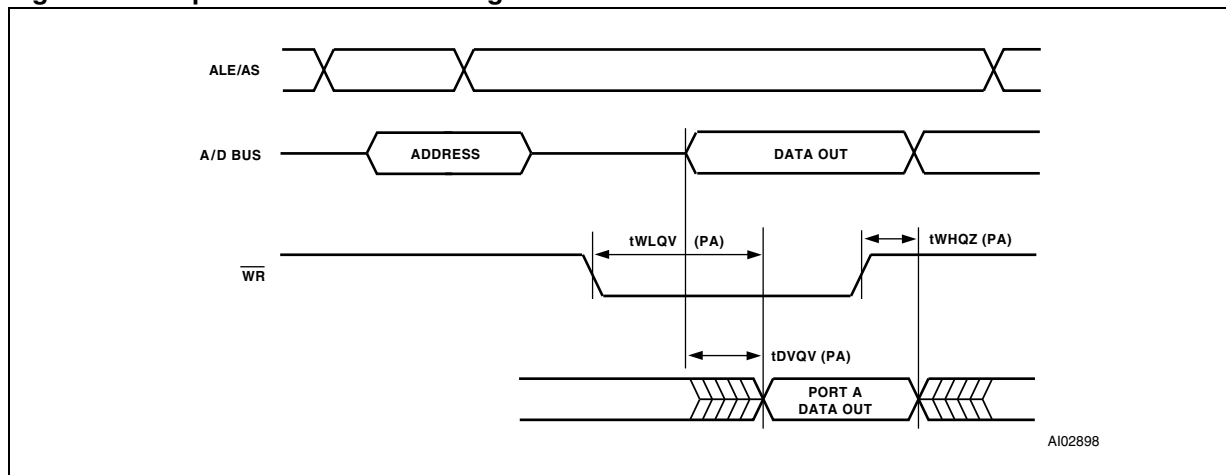 ALE/AS
A/D BUS
ADDRESS
DATA OUT
tWLQV (PA)
tWHQZ (PA)
WR
tDVQV (PA)
PORT A
DATA OUT
AI02898